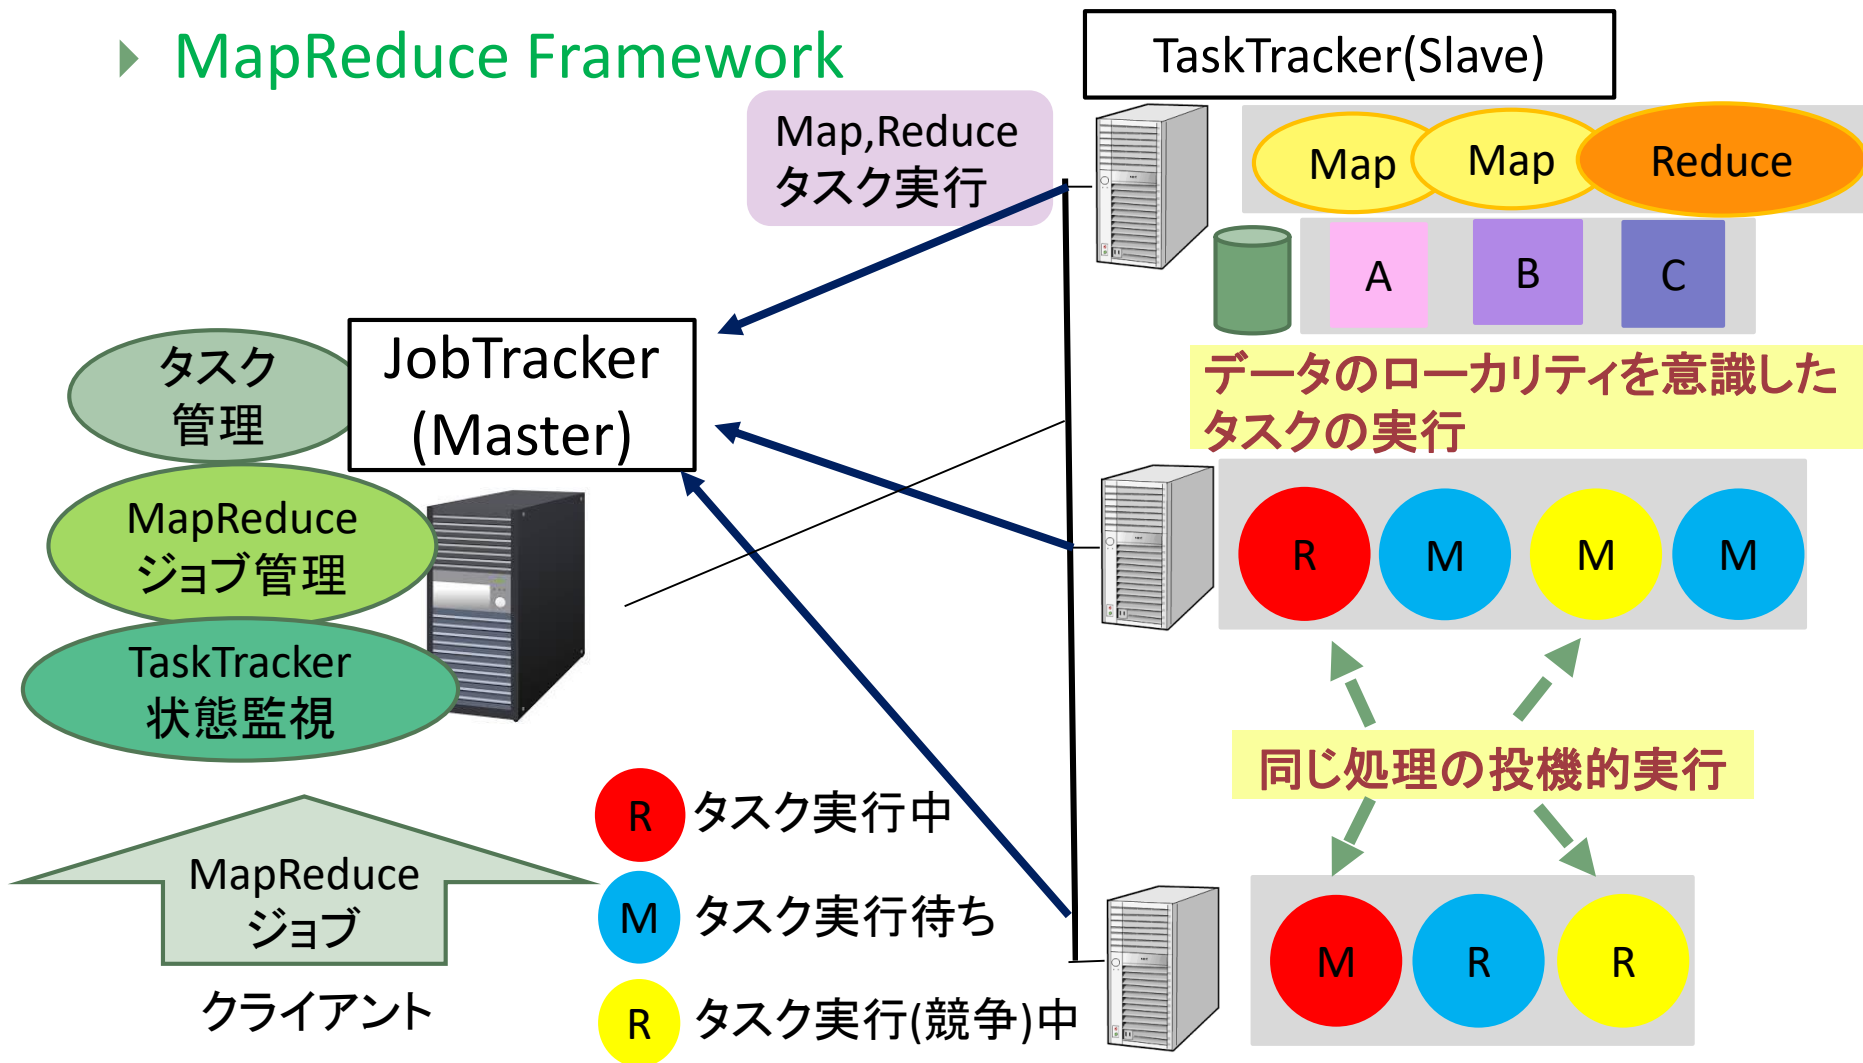 MapReduce Framework
TaskTracker(Slave)
Map,Reduce
タスク実行
Map
Map
Reduce
A
B
C
データのローカリティを意識した
タスクの実行
JobTracker
(Master)
タスク
管理
MapReduce
ジョブ管理
TaskTracker
状態監視
R
M
M
M
同じ処理の投機的実行
M
R
R
MapReduce
ジョブ
クライアント
R タスク実行中
M タスク実行待ち
R タスク実行(競争)中